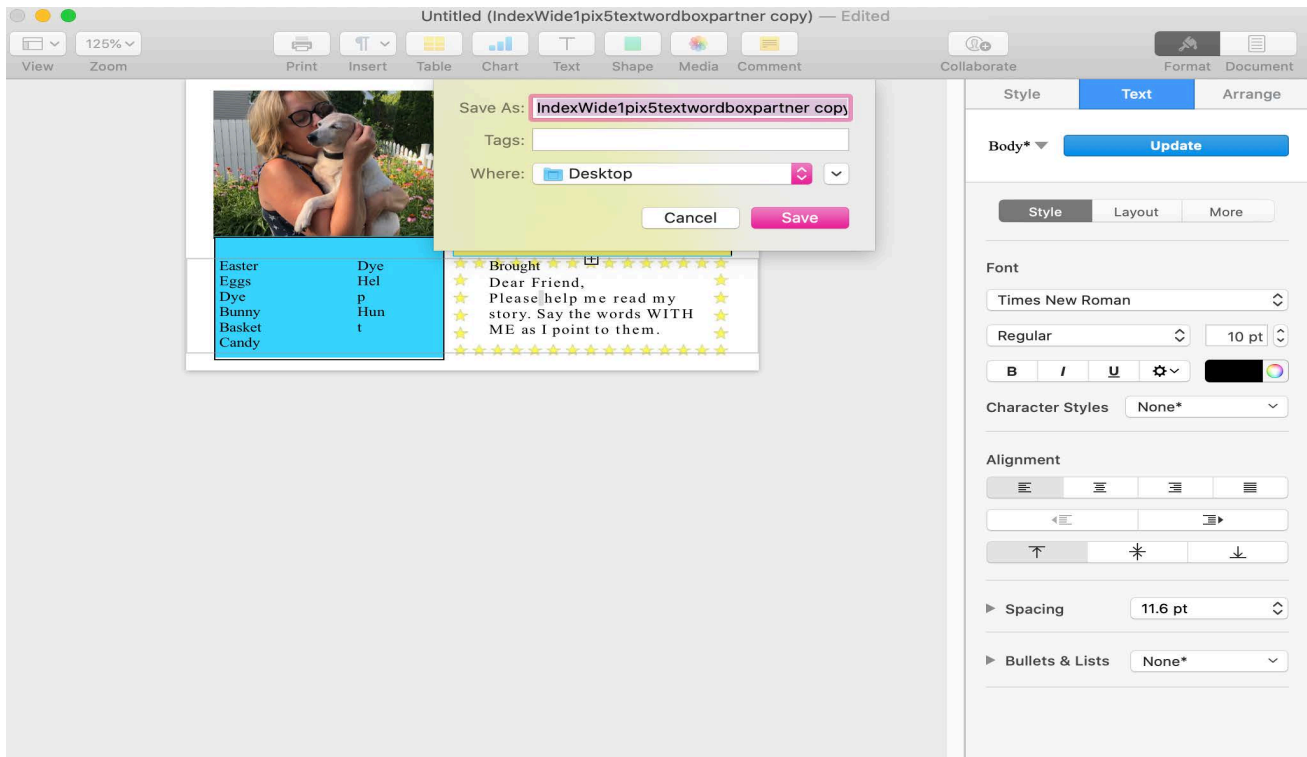 Untitled (IndexWide1pix5textwordboxpartner copy) — Edited
125%
View Zoom Print Insert Table Chart Text Shape Media Comment Collaborate Format Document
Save As: IndexWide1pix5textwordboxpartner copy
Tags:
Where: Desktop
Cancel Save
Easter
Eggs
Dye
Bunny
Basket
Candy
Dye
Hel
p
Hun
t
Brought
Dear Friend,
Please help me read my
story. Say the words WITH
ME as I point to them.
Style Text Arrange
Body* Update
Style Layout More
Font
Times New Roman
Regular 10 pt
B I U
Character Styles None*
Alignment
Spacing 11.6 pt
Bullets & Lists None*